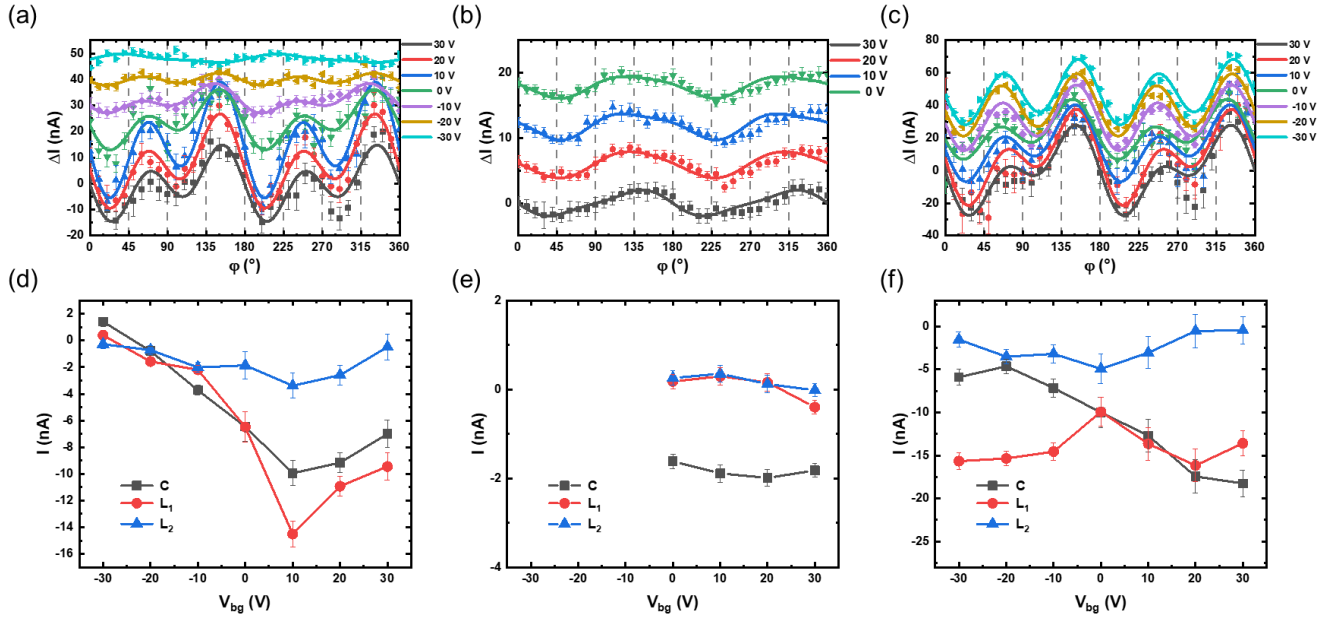 (a)
ΔI (nA)
50
40
30
20
10
0
-10
-20
0 45 90 135 180 225 270 315 360
φ (°)
30 V
20 V
10 V
0 V
-10 V
-20 V
-30 V
(b)
ΔI (nA)
20
10
0
0 45 90 135 180 225 270 315 360
φ (°)
30 V
20 V
10 V
0 V
(c)
ΔI (nA)
80
60
40
20
0
-20
-40
0 45 90 135 180 225 270 315 360
φ (°)
30 V
20 V
10 V
0 V
-10 V
-20 V
-30 V
(d)
I (nA)
2
0
-2
-4
-6
-8
-10
-12
-14
-16
C
L₁
L₂
-30 -20 -10 0 10 20 30
V_bg (V)
(e)
I (nA)
2
0
-2
-4
C
L₁
L₂
-30 -20 -10 0 10 20 30
V_bg (V)
(f)
I (nA)
0
-5
-10
-15
-20
-25
C
L₁
L₂
-30 -20 -10 0 10 20 30
V_bg (V)